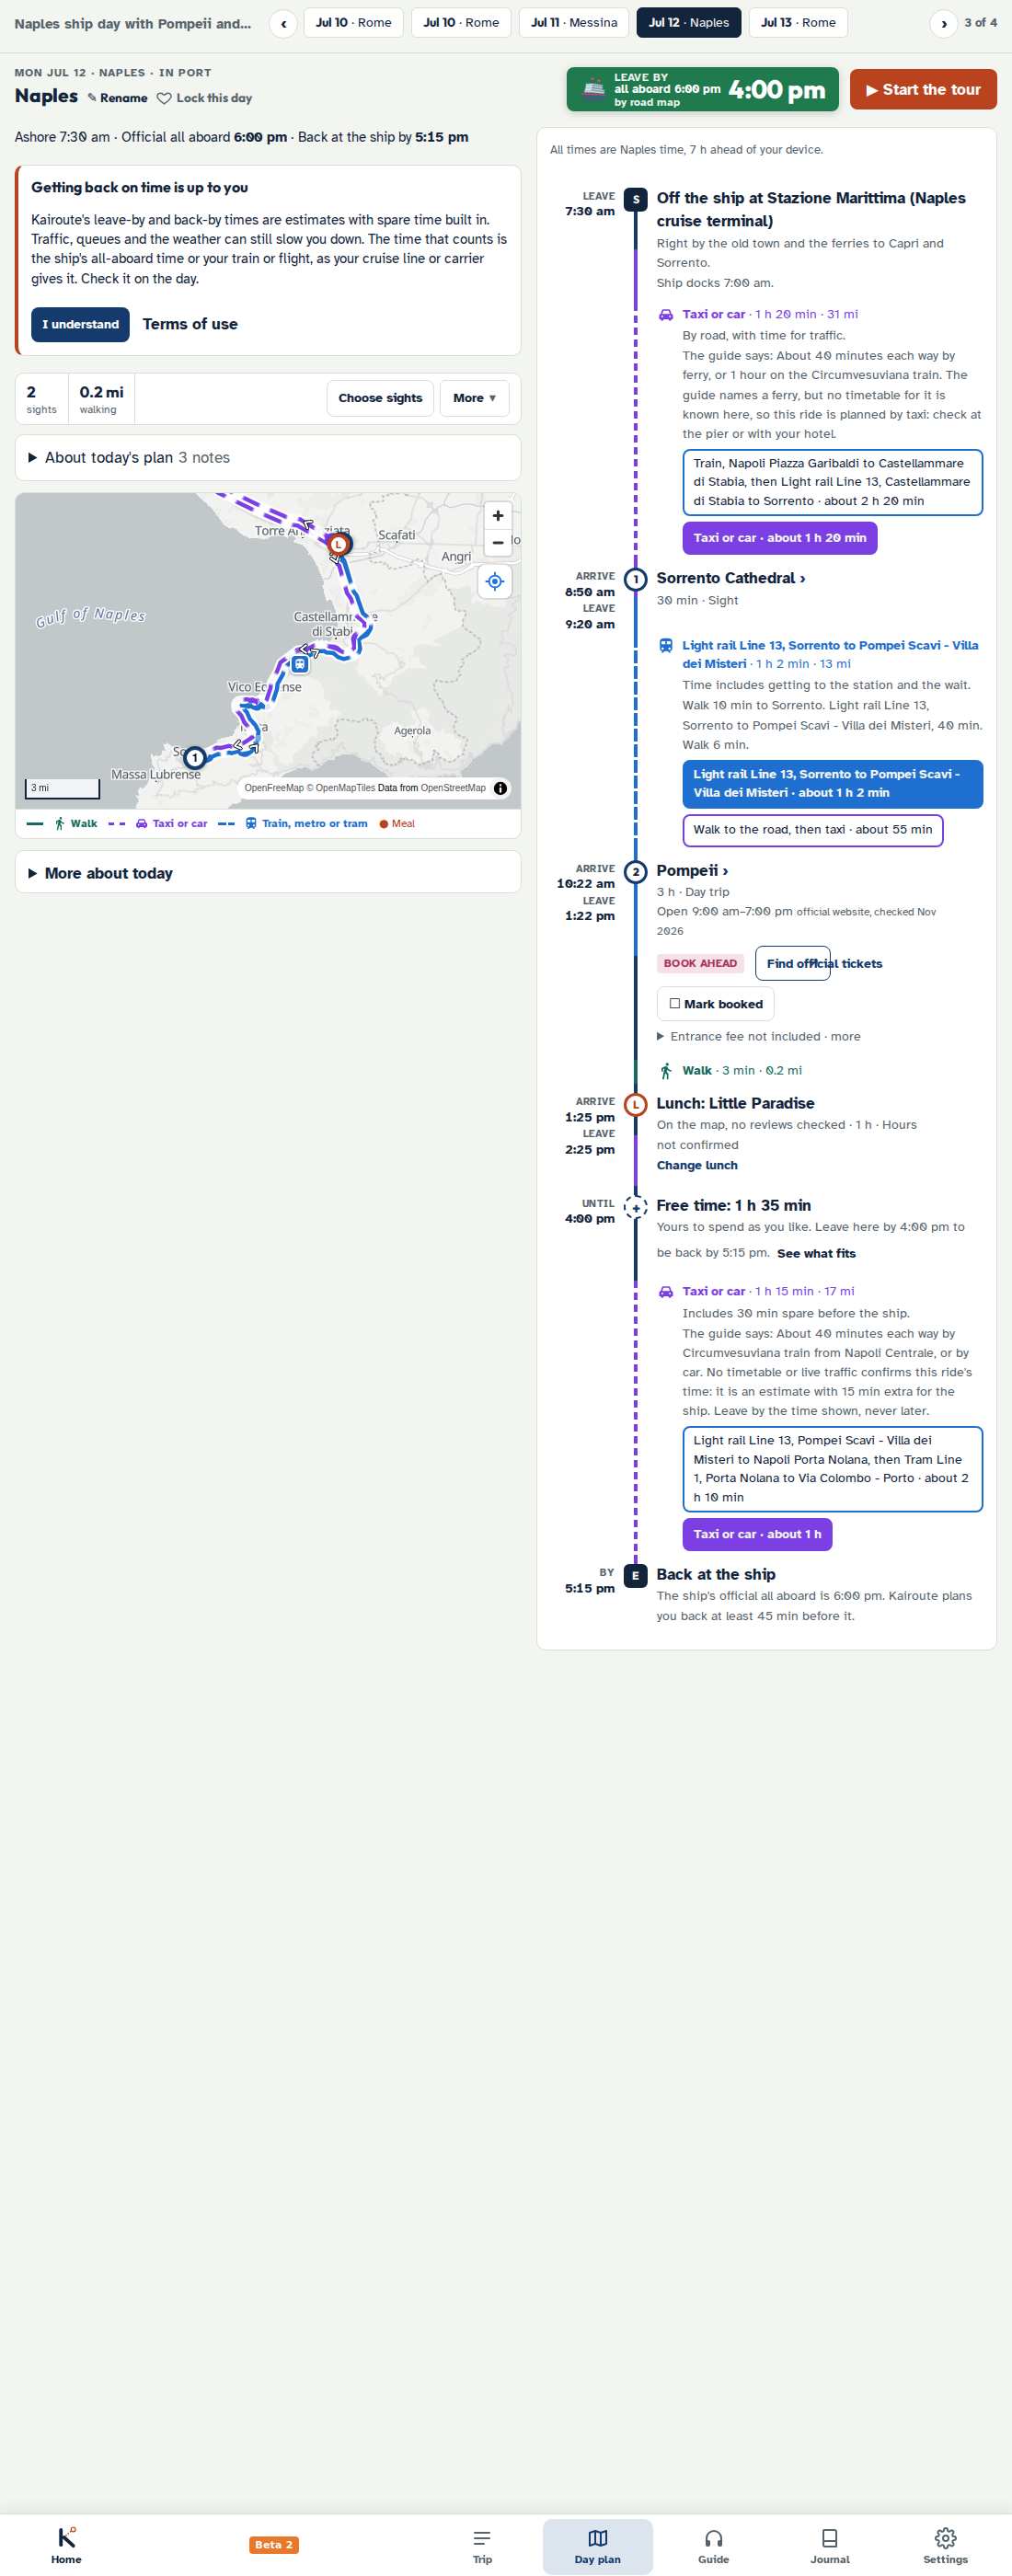 Naples ship day with Pompeii and...
‹
Jul 10 · Rome
Jul 10 · Rome
Jul 11 · Messina
Jul 12 · Naples
Jul 13 · Rome
›
3 of 4
MON JUL 12 · NAPLES · IN PORT
Naples
✎ Rename
Lock this day
LEAVE BY
all aboard 6:00 pm
by road map
4:00 pm
▶ Start the tour
Ashore 7:30 am · Official all aboard 6:00 pm · Back at the ship by 5:15 pm
Getting back on time is up to you
Kairoute's leave-by and back-by times are estimates with spare time built in.
Traffic, queues and the weather can still slow you down. The time that counts is
the ship's all-aboard time or your train or flight, as your cruise line or carrier
gives it. Check it on the day.
I understand
Terms of use
2
sights
0.2 mi
walking
Choose sights
More ▾
▶ About today's plan 3 notes
Scafati
Angri
Gulf of Naples
Agerola
Massa Lubrense
L
1
+
−
3 mi
OpenFreeMap © OpenMapTiles Data from OpenStreetMap
Walk
Taxi or car
Train, metro or tram
Meal
▶ More about today
All times are Naples time, 7 h ahead of your device.
LEAVE
7:30 am
S
Off the ship at Stazione Marittima (Naples
cruise terminal)
Right by the old town and the ferries to Capri and
Sorrento.
Ship docks 7:00 am.
Taxi or car · 1 h 20 min · 31 mi
By road, with time for traffic.
The guide says: About 40 minutes each way by
ferry, or 1 hour on the Circumvesuviana train. The
guide names a ferry, but no timetable for it is
known here, so this ride is planned by taxi: check at
the pier or with your hotel.
Train, Napoli Piazza Garibaldi to Castellammare
di Stabia, then Light rail Line 13, Castellammare
di Stabia to Sorrento · about 2 h 20 min
Taxi or car · about 1 h 20 min
ARRIVE
8:50 am
LEAVE
9:20 am
1
Sorrento Cathedral ›
30 min · Sight
Light rail Line 13, Sorrento to Pompei Scavi - Villa
dei Misteri · 1 h 2 min · 13 mi
Time includes getting to the station and the wait.
Walk 10 min to Sorrento. Light rail Line 13,
Sorrento to Pompei Scavi - Villa dei Misteri, 40 min.
Walk 6 min.
Light rail Line 13, Sorrento to Pompei Scavi -
Villa dei Misteri · about 1 h 2 min
Walk to the road, then taxi · about 55 min
ARRIVE
10:22 am
LEAVE
1:22 pm
2
Pompeii ›
3 h · Day trip
Open 9:00 am–7:00 pm official website, checked Nov
2026
BOOK AHEAD
Find official tickets
☐ Mark booked
▶ Entrance fee not included · more
Walk · 3 min · 0.2 mi
ARRIVE
1:25 pm
LEAVE
2:25 pm
L
Lunch: Little Paradise
On the map, no reviews checked · 1 h · Hours
not confirmed
Change lunch
UNTIL
4:00 pm
+
Free time: 1 h 35 min
Yours to spend as you like. Leave here by 4:00 pm to
be back by 5:15 pm. See what fits
Taxi or car · 1 h 15 min · 17 mi
Includes 30 min spare before the ship.
The guide says: About 40 minutes each way by
Circumvesuviana train from Napoli Centrale, or by
car. No timetable or live traffic confirms this ride's
time: it is an estimate with 15 min extra for the
ship. Leave by the time shown, never later.
Light rail Line 13, Pompei Scavi - Villa dei
Misteri to Napoli Porta Nolana, then Tram Line
1, Porta Nolana to Via Colombo - Porto · about 2
h 10 min
Taxi or car · about 1 h
BY
5:15 pm
E
Back at the ship
The ship's official all aboard is 6:00 pm. Kairoute plans
you back at least 45 min before it.
Home
Beta 2
Trip
Day plan
Guide
Journal
Settings